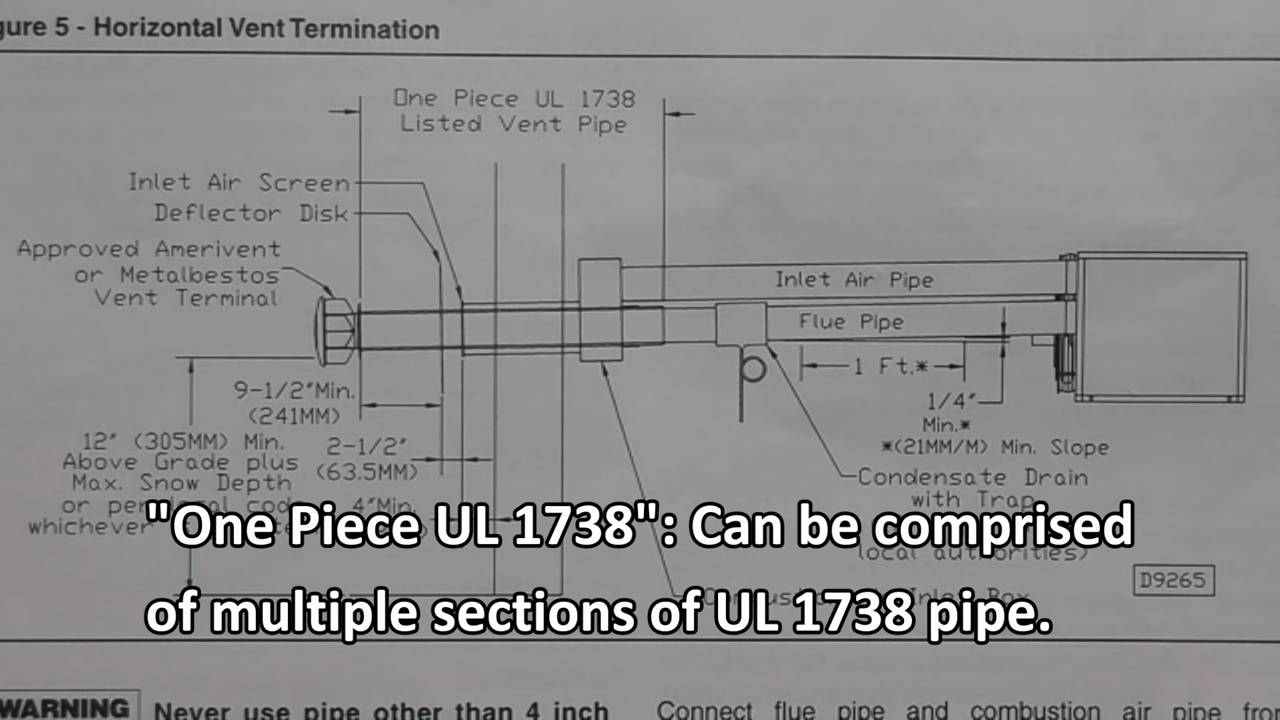 gure 5 - Horizontal Vent Termination
One Piece UL 1738
Listed Vent Pipe
Inlet Air Screen
Deflector Disk
Approved Amerivent
or Metalbestos
Vent Terminal
Inlet Air Pipe
Flue Pipe
1 Ft.*
9-1/2"Min.
(241MM)
1/4"
Min.*
*(21MM/M) Min. Slope
12" (305MM) Min.
Above Grade plus
Max. Snow Depth
or per
whichever
2-1/2"
(63.5MM)
4"Min.
Condensate Drain
with Trap
local authorities)
"One Piece UL 1738": Can be comprised
of multiple sections of UL 1738 pipe.
D9265
WARNING
Never use pipe other than 4 inch
Connect flue pipe and combustion air pipe from